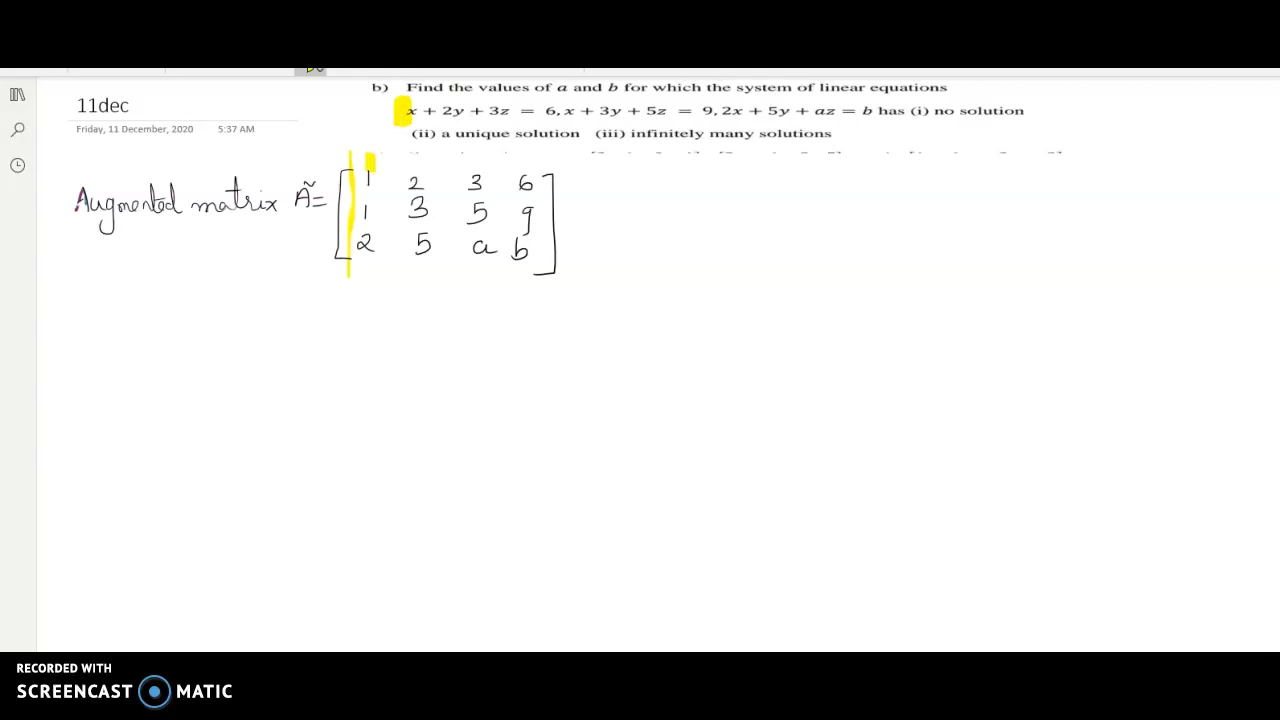 b) Find the values of a and b for which the system of linear equations
11dec
x + 2y + 3z = 6, x + 3y + 5z = 9, 2x + 5y + az = b has (i) no solution
Friday, 11 December, 2020 5:37 AM
(ii) a unique solution (iii) infinitely many solutions
1 2 3 6
Augmented matrix Ã =
1 3 5 9
2 5 a b
RECORDED WITH
SCREENCAST MATIC